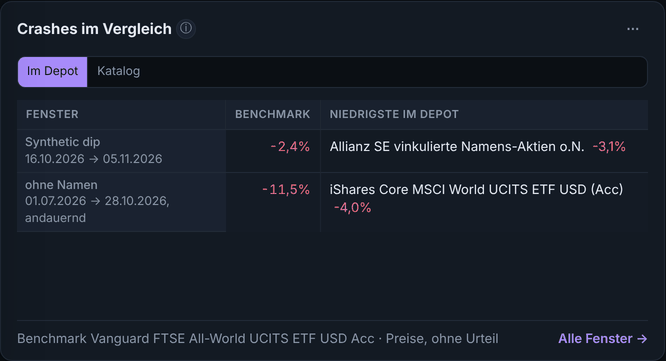 Crashes im Vergleich ⓘ ...
Im Depot Katalog
FENSTER BENCHMARK NIEDRIGSTE IM DEPOT
Synthetic dip
16.10.2026 → 05.11.2026
-2,4% Allianz SE vinkulierte Namens-Aktien o.N. -3,1%
ohne Namen
01.07.2026 → 28.10.2026,
andauernd
-11,5% iShares Core MSCI World UCITS ETF USD (Acc)
-4,0%
Benchmark Vanguard FTSE All-World UCITS ETF USD Acc · Preise, ohne Urteil Alle Fenster →